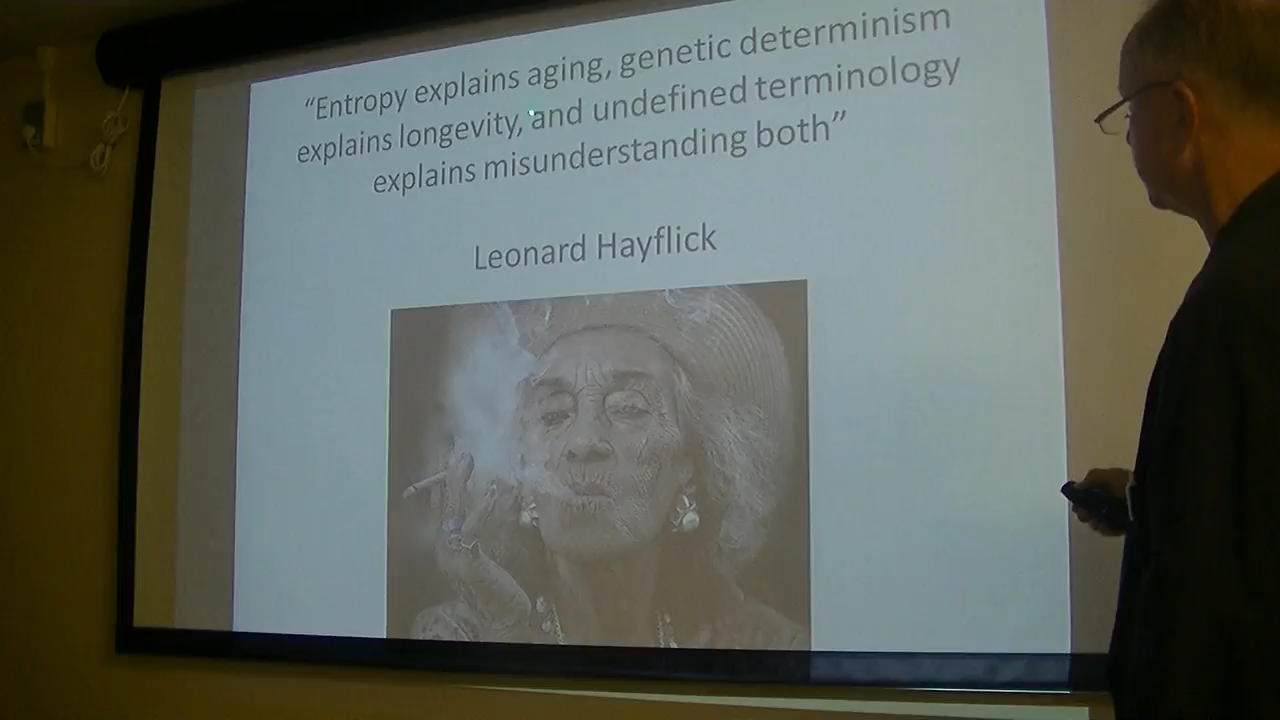 “Entropy explains aging, genetic determinism
explains longevity, and undefined terminology
explains misunderstanding both”
Leonard Hayflick